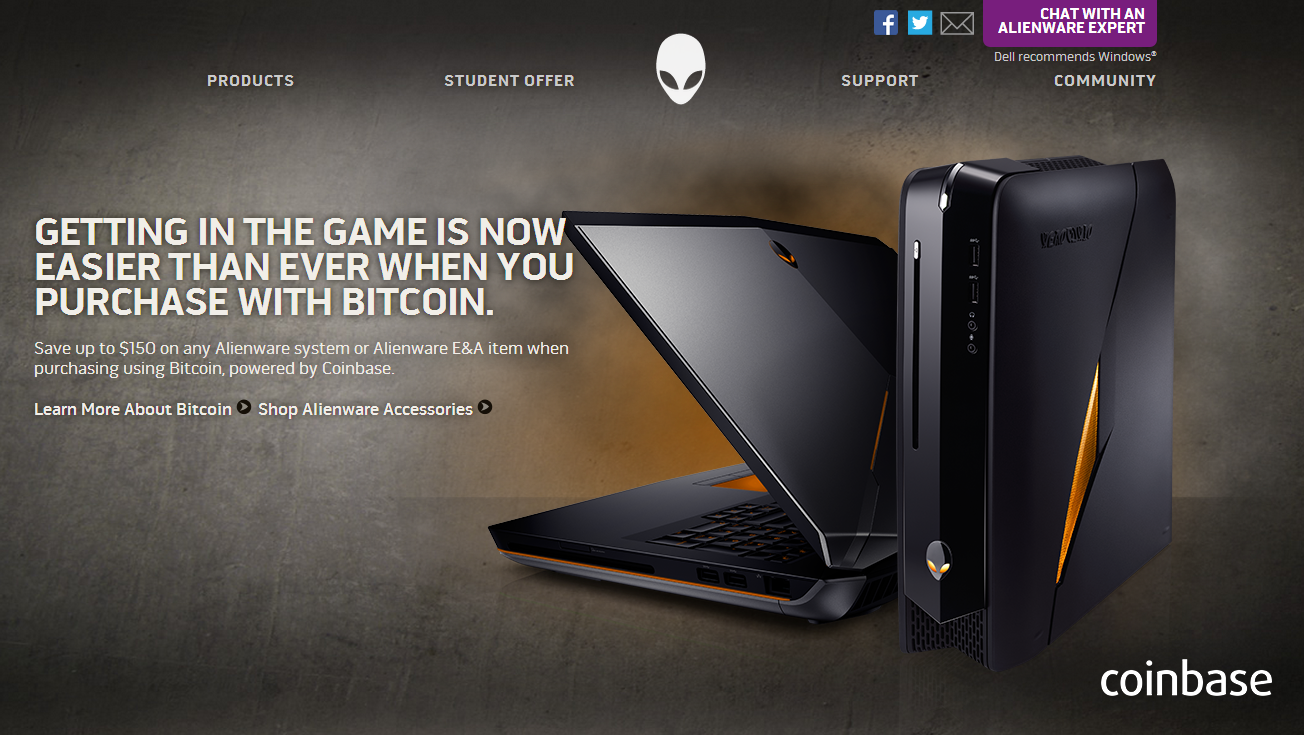 CHAT WITH AN
ALIENWARE EXPERT
Dell recommends Windows®
PRODUCTS STUDENT OFFER SUPPORT COMMUNITY
GETTING IN THE GAME IS NOW
EASIER THAN EVER WHEN YOU
PURCHASE WITH BITCOIN.
Save up to $150 on any Alienware system or Alienware E&A item when
purchasing using Bitcoin, powered by Coinbase.
Learn More About Bitcoin Shop Alienware Accessories
coinbase